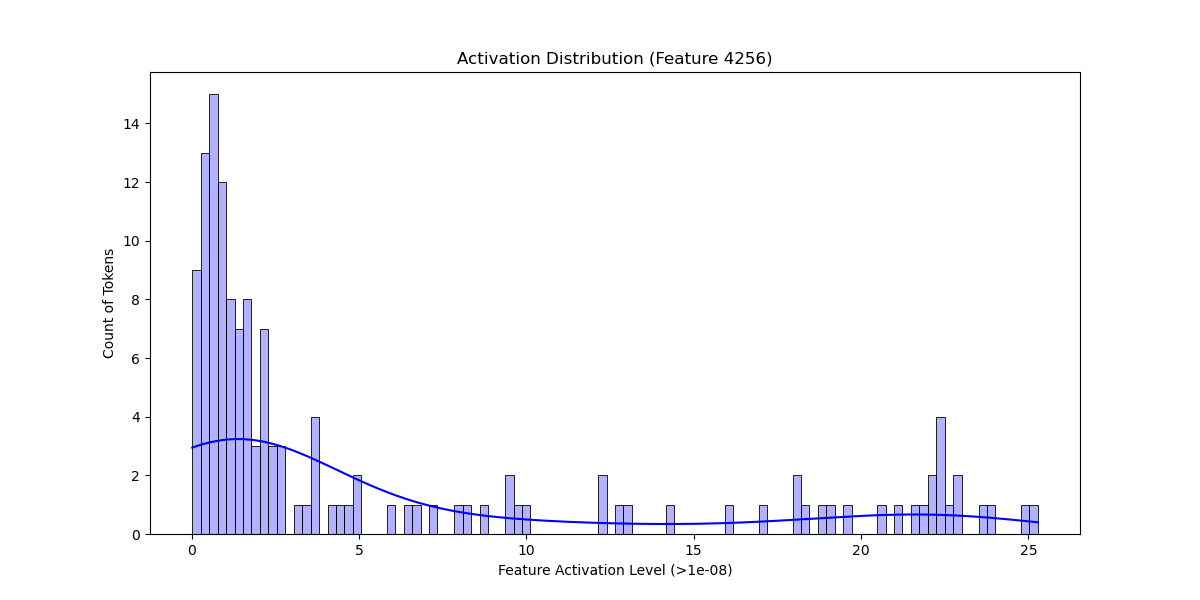 Activation Distribution (Feature 4256)
14
12
10
8
6
4
2
0
Count of Tokens
0 5 10 15 20 25
Feature Activation Level (>1e-08)